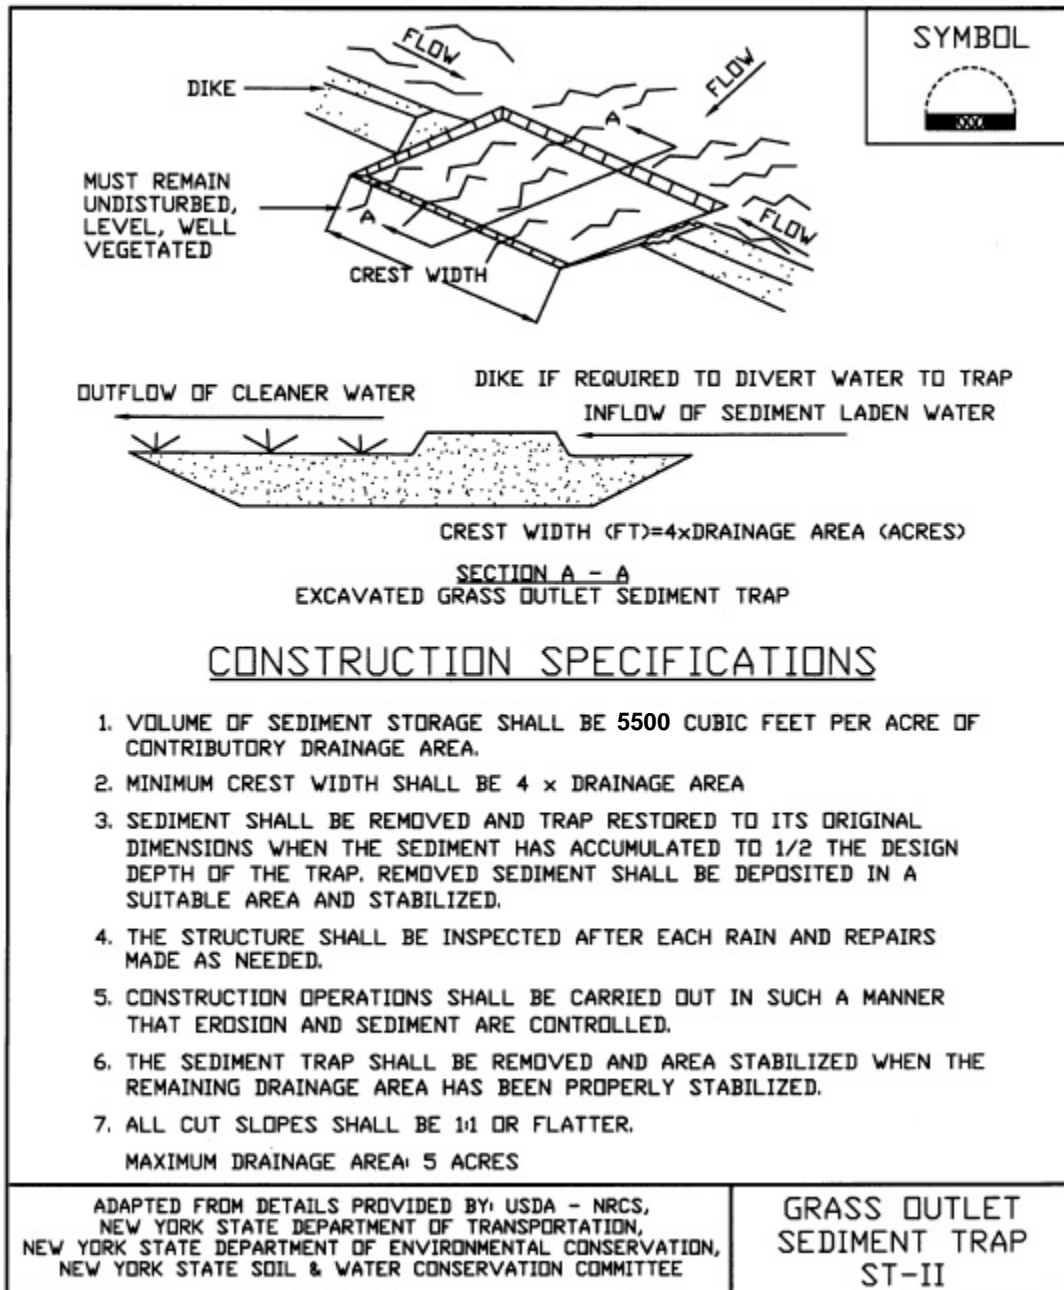 SYMBOL
FLOW
FLOW
DIKE
A
MUST REMAIN
UNDISTURBED,
LEVEL, WELL
VEGETATED
A
FLOW
CREST WIDTH
DIKE IF REQUIRED TO DIVERT WATER TO TRAP
OUTFLOW OF CLEANER WATER
INFLOW OF SEDIMENT LADEN WATER
CREST WIDTH (FT)=4xDRAINAGE AREA (ACRES)
SECTION A - A
EXCAVATED GRASS OUTLET SEDIMENT TRAP
CONSTRUCTION SPECIFICATIONS
1. VOLUME OF SEDIMENT STORAGE SHALL BE 5500 CUBIC FEET PER ACRE OF
CONTRIBUTORY DRAINAGE AREA.
2. MINIMUM CREST WIDTH SHALL BE 4 x DRAINAGE AREA
3. SEDIMENT SHALL BE REMOVED AND TRAP RESTORED TO ITS ORIGINAL
DIMENSIONS WHEN THE SEDIMENT HAS ACCUMULATED TO 1/2 THE DESIGN
DEPTH OF THE TRAP. REMOVED SEDIMENT SHALL BE DEPOSITED IN A
SUITABLE AREA AND STABILIZED.
4. THE STRUCTURE SHALL BE INSPECTED AFTER EACH RAIN AND REPAIRS
MADE AS NEEDED.
5. CONSTRUCTION OPERATIONS SHALL BE CARRIED OUT IN SUCH A MANNER
THAT EROSION AND SEDIMENT ARE CONTROLLED.
6. THE SEDIMENT TRAP SHALL BE REMOVED AND AREA STABILIZED WHEN THE
REMAINING DRAINAGE AREA HAS BEEN PROPERLY STABILIZED.
7. ALL CUT SLOPES SHALL BE 1:1 OR FLATTER.
MAXIMUM DRAINAGE AREA: 5 ACRES
ADAPTED FROM DETAILS PROVIDED BY: USDA - NRCS,
NEW YORK STATE DEPARTMENT OF TRANSPORTATION,
NEW YORK STATE DEPARTMENT OF ENVIRONMENTAL CONSERVATION,
NEW YORK STATE SOIL & WATER CONSERVATION COMMITTEE
GRASS OUTLET
SEDIMENT TRAP
ST-II